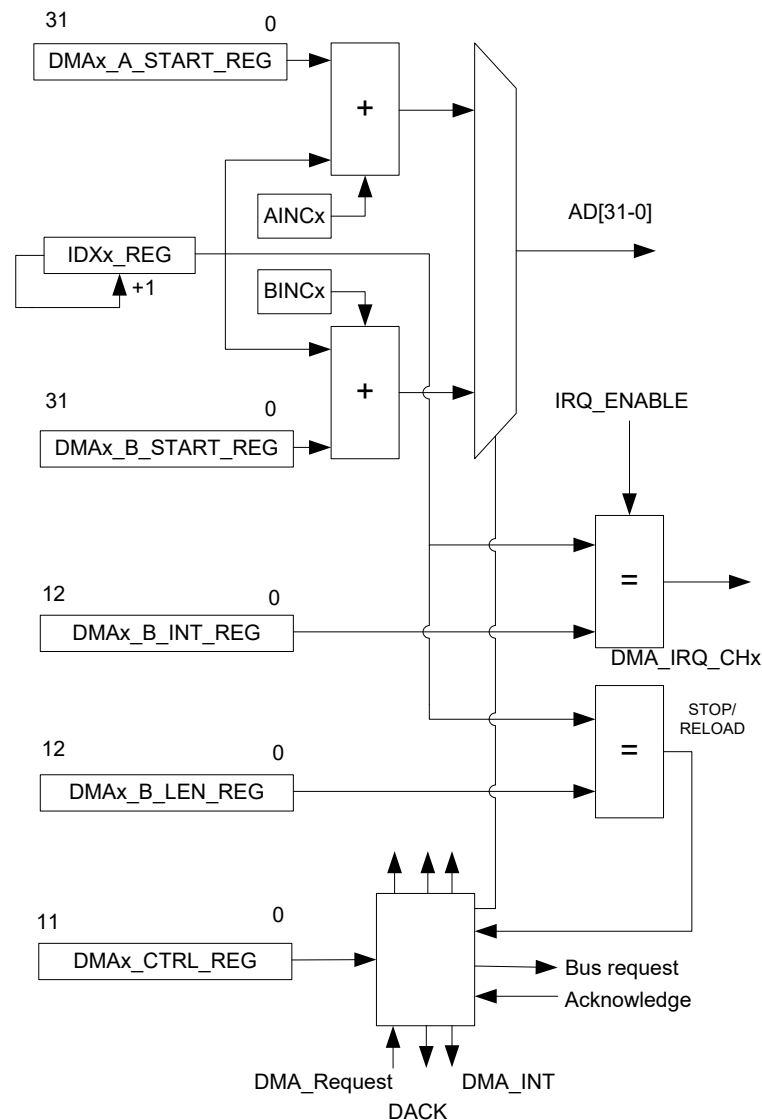 31
0
DMAx_A_START_REG
+
AINCx
AD[31-0]
IDXx_REG
+1
BINCx
+
31
0
DMAx_B_START_REG
IRQ_ENABLE
=
12
0
DMAx_B_INT_REG
DMA_IRQ_CHx
STOP/
RELOAD
=
12
0
DMAx_B_LEN_REG
11
0
DMAx_CTRL_REG
Bus request
Acknowledge
DMA_Request
DMA_INT
DACK